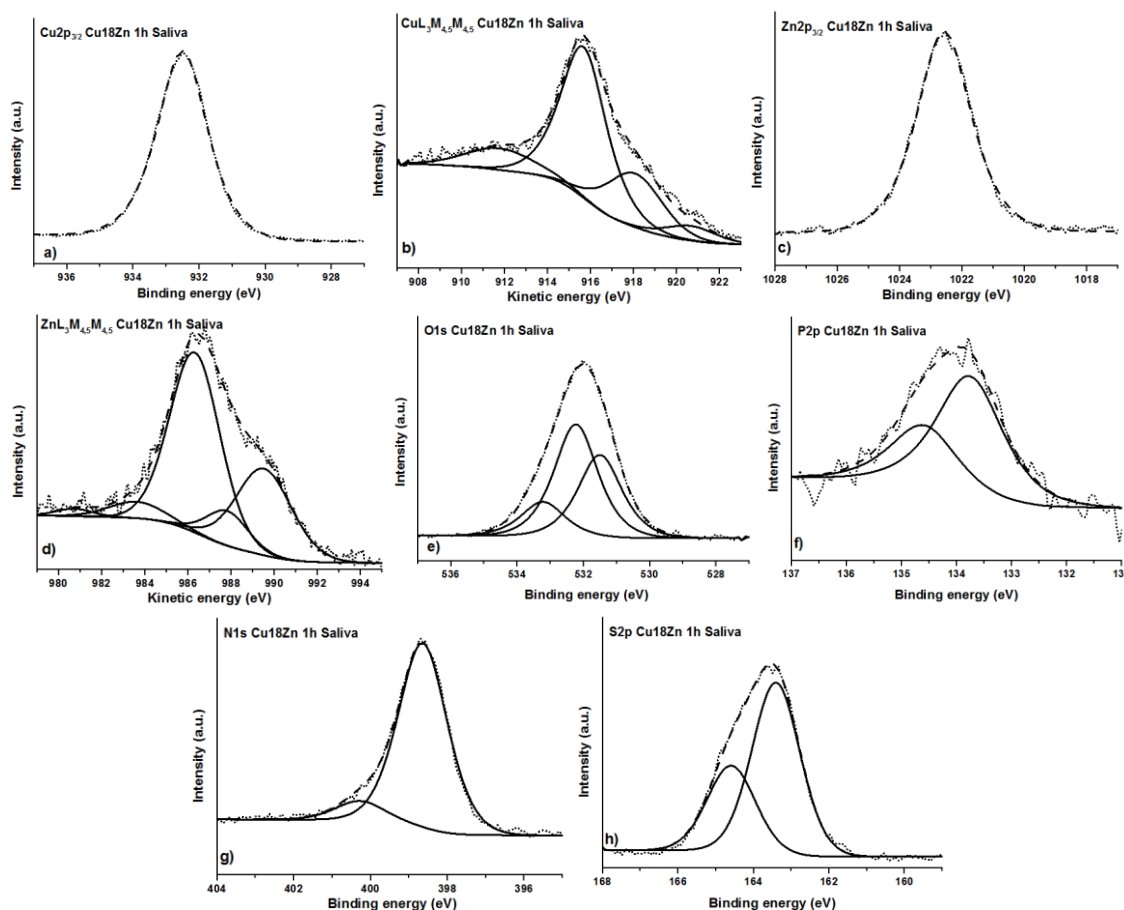 Cu2p3/2 Cu18Zn 1h Saliva
Intensity (a.u.)
a)
936 934 932 930 928
Binding energy (eV)
CuL3M4,5M4,5 Cu18Zn 1h Saliva
Intensity (a.u.)
b)
908 910 912 914 916 918 920 922
Kinetic energy (eV)
Zn2p3/2 Cu18Zn 1h Saliva
Intensity (a.u.)
c)
1028 1026 1024 1022 1020 1018
Binding energy (eV)
ZnL3M4,5M4,5 Cu18Zn 1h Saliva
Intensity (a.u.)
d)
980 982 984 986 988 990 992 994
Kinetic energy (eV)
O1s Cu18Zn 1h Saliva
Intensity (a.u.)
e)
536 534 532 530 528
Binding energy (eV)
P2p Cu18Zn 1h Saliva
Intensity (a.u.)
f)
137 136 135 134 133 132 13
Binding energy (eV)
N1s Cu18Zn 1h Saliva
Intensity (a.u.)
g)
404 402 400 398 396
Binding energy (eV)
S2p Cu18Zn 1h Saliva
Intensity (a.u.)
h)
168 166 164 162 160
Binding energy (eV)